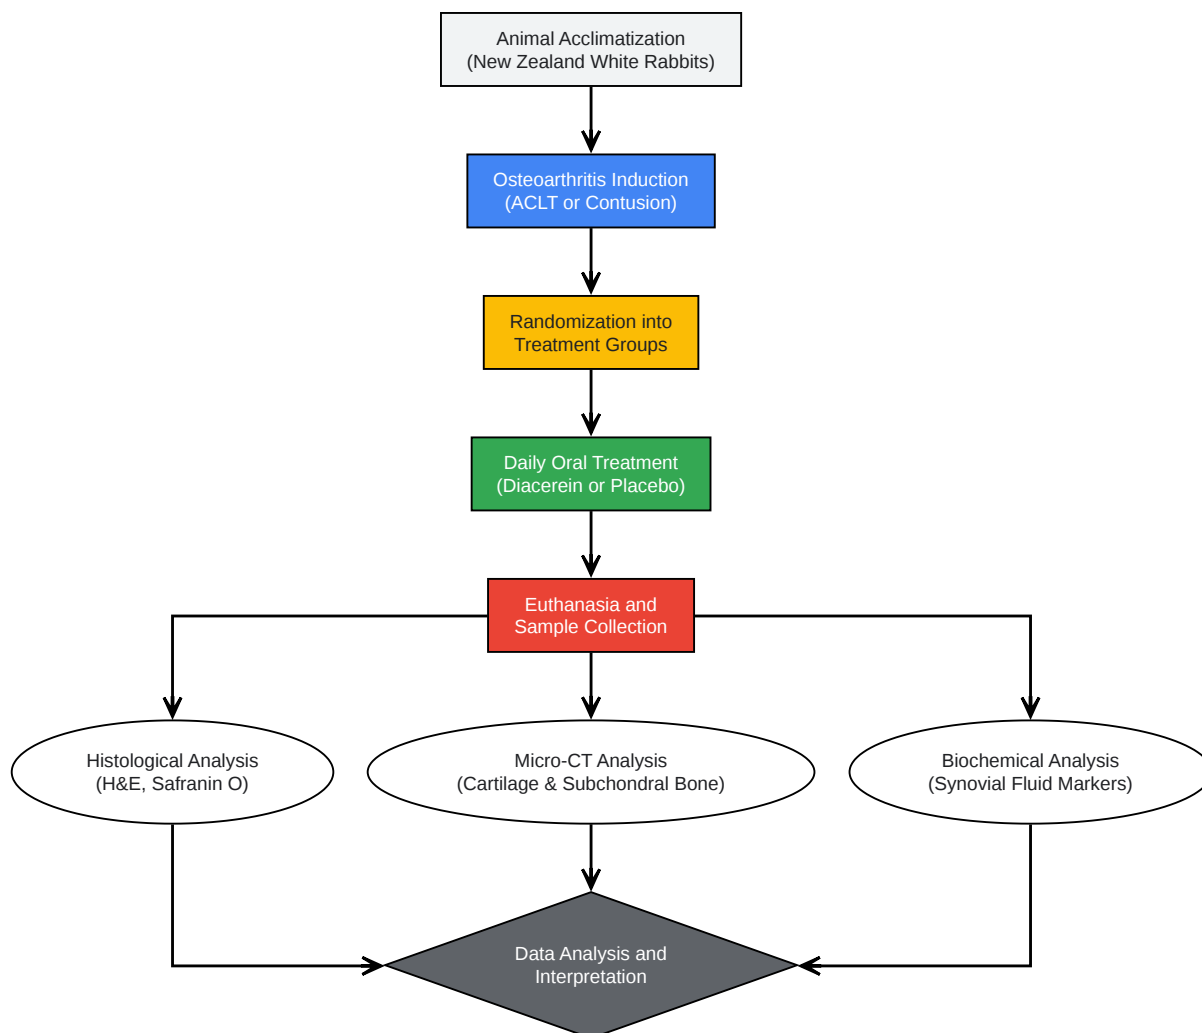 Animal Acclimatization
(New Zealand White Rabbits)
Osteoarthritis Induction
(ACLT or Contusion)
Randomization into
Treatment Groups
Daily Oral Treatment
(Diacerein or Placebo)
Euthanasia and
Sample Collection
Histological Analysis
(H&E, Safranin O)
Micro-CT Analysis
(Cartilage & Subchondral Bone)
Biochemical Analysis
(Synovial Fluid Markers)
Data Analysis and
Interpretation